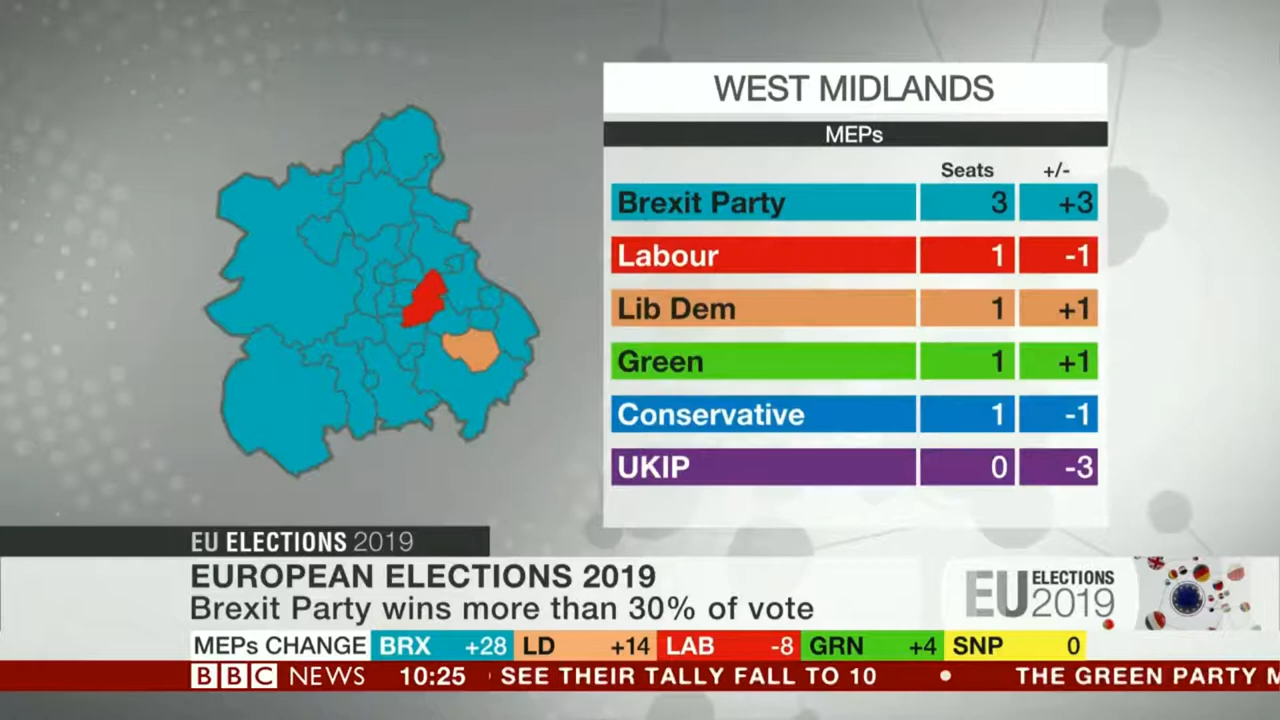 WEST MIDLANDS
MEPs
Seats +/-
Brexit Party 3 +3
Labour 1 -1
Lib Dem 1 +1
Green 1 +1
Conservative 1 -1
UKIP 0 -3
EU ELECTIONS 2019
EUROPEAN ELECTIONS 2019
Brexit Party wins more than 30% of vote
EU ELECTIONS 2019
MEPs CHANGE BRX +28 LD +14 LAB -8 GRN +4 SNP 0
BBC NEWS 10:25 SEE THEIR TALLY FALL TO 10 • THE GREEN PARTY